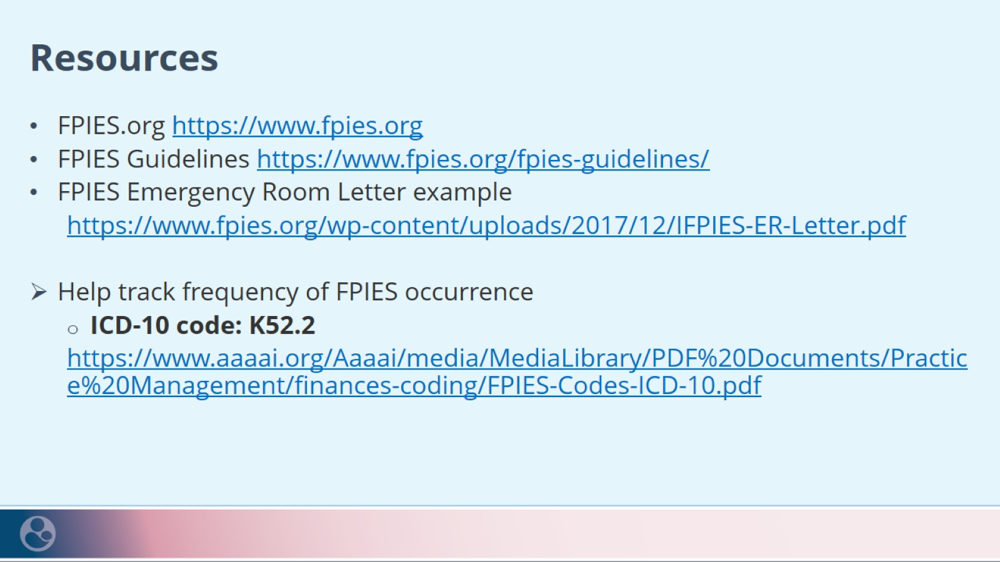 Resources
• FPIES.org https://www.fpies.org
• FPIES Guidelines https://www.fpies.org/fpies-guidelines/
• FPIES Emergency Room Letter example
https://www.fpies.org/wp-content/uploads/2017/12/IFPIES-ER-Letter.pdf
➢ Help track frequency of FPIES occurrence
○ ICD-10 code: K52.2
https://www.aaaai.org/Aaaai/media/MediaLibrary/PDF%20Documents/Practic
e%20Management/finances-coding/FPIES-Codes-ICD-10.pdf